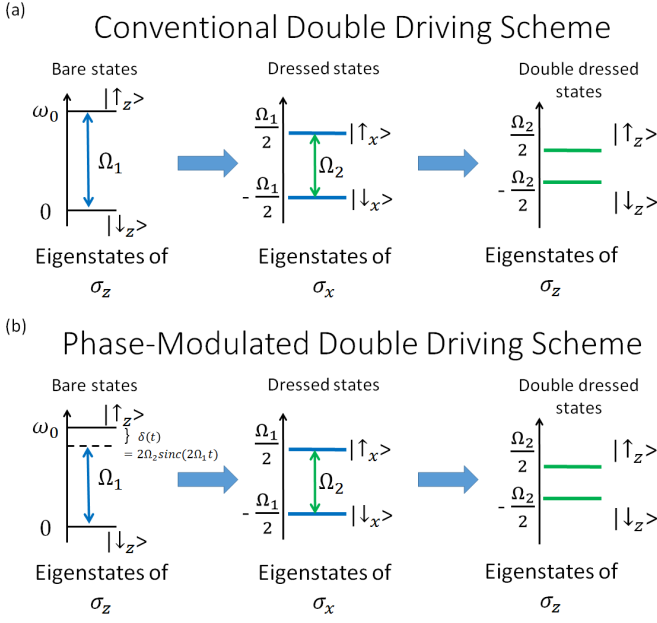 (a)
Conventional Double Driving Scheme
Bare states
ω₀
|↑z>
Ω₁
0
|↓z>
Eigenstates of
σz
Dressed states
Ω₁/2
|↑x>
Ω₂
- Ω₁/2
|↓x>
Eigenstates of
σx
Double dressed
states
Ω₂/2
|↑z>
- Ω₂/2
|↓z>
Eigenstates of
σz
(b)
Phase-Modulated Double Driving Scheme
Bare states
ω₀
|↑z>
} δ(t)
= 2Ω₂sinc(2Ω₁t)
Ω₁
0
|↓z>
Eigenstates of
σz
Dressed states
Ω₁/2
|↑x>
Ω₂
- Ω₁/2
|↓x>
Eigenstates of
σx
Double dressed
states
Ω₂/2
|↑z>
- Ω₂/2
|↓z>
Eigenstates of
σz